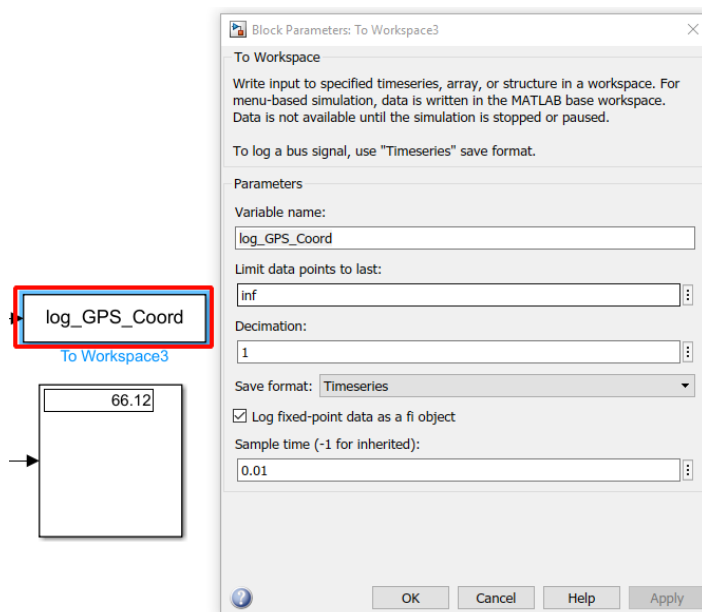 Block Parameters: To Workspace3
To Workspace
Write input to specified timeseries, array, or structure in a workspace. For
menu-based simulation, data is written in the MATLAB base workspace.
Data is not available until the simulation is stopped or paused.
To log a bus signal, use "Timeseries" save format.
Parameters
Variable name:
log_GPS_Coord
Limit data points to last:
inf
Decimation:
1
Save format: Timeseries
Log fixed-point data as a fi object
Sample time (-1 for inherited):
0.01
OK Cancel Help Apply
log_GPS_Coord
To Workspace3
66.12